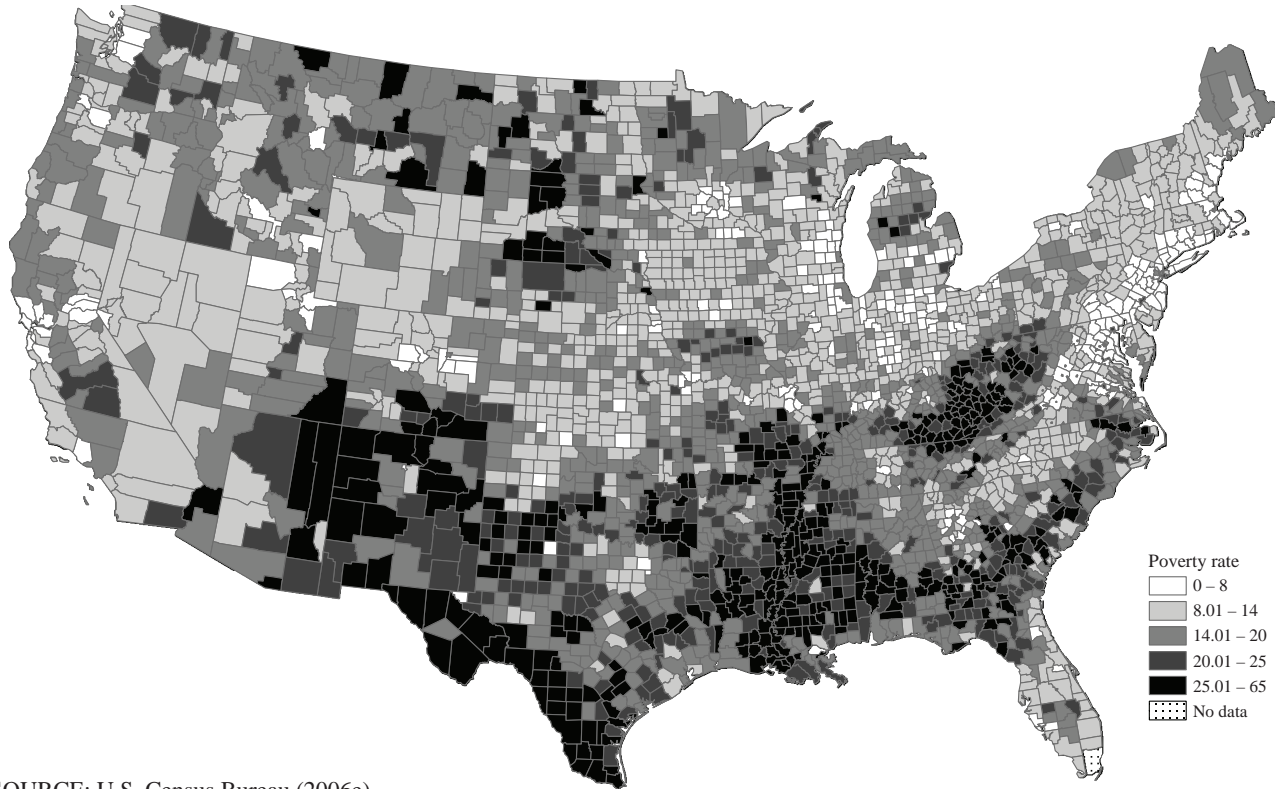 Poverty rate
0 – 8
8.01 – 14
14.01 – 20
20.01 – 25
25.01 – 65
No data
SOURCE: U.S. Census Bureau (2006a)